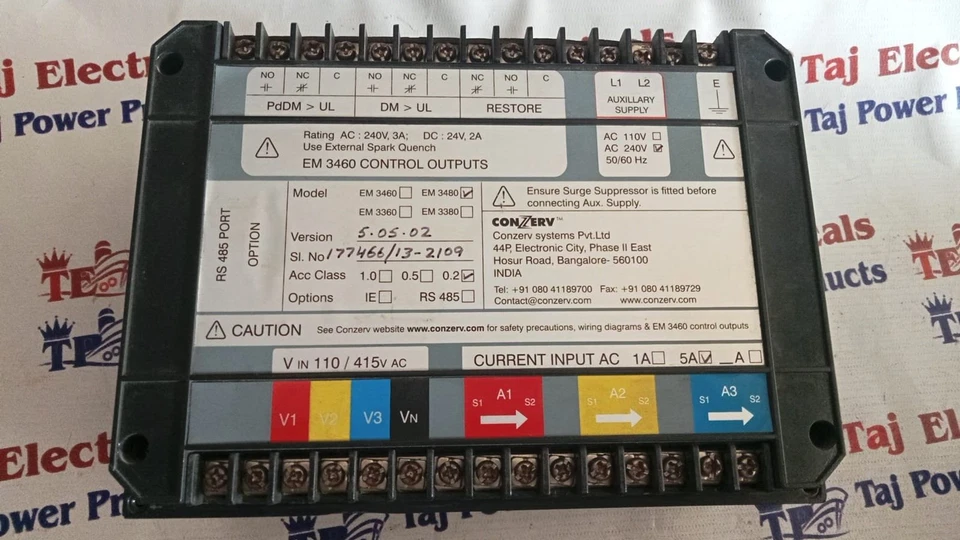 Taj Electricals
Taj Power Products
NO NC C NO NC C NC NO C
PdDM > UL DM > UL RESTORE
L1 L2
AUXILLARY
SUPPLY
E
Rating AC : 240V, 3A; DC : 24V, 2A
Use External Spark Quench
EM 3460 CONTROL OUTPUTS
AC 110V
AC 240V
50/60 Hz
RS 485 PORT
OPTION
Model EM 3460 EM 3480
EM 3360 EM 3380
Version 5.05.02
Sl. No 177466/13-2109
Acc Class 1.0 0.5 0.2
Options IE RS 485
Ensure Surge Suppressor is fitted before
connecting Aux. Supply.
CONZERV™
Conzerv systems Pvt.Ltd
44P, Electronic City, Phase II East
Hosur Road, Bangalore- 560100
INDIA
Tel: +91 080 41189700 Fax: +91 080 41189729
Contact@conzerv.com www.conzerv.com
CAUTION See Conzerv website www.conzerv.com for safety precautions, wiring diagrams & EM 3460 control outputs
V IN 110 / 415V AC
CURRENT INPUT AC 1A 5A _A
V1 V2 V3 VN
A1 S1 S2
A2 S1 S2
A3 S1 S2
Taj Electricals
Taj Power Products